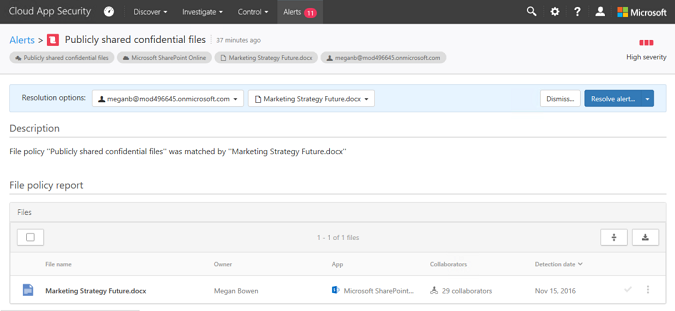 Cloud App Security Discover Investigate Control Alerts 11 ? Microsoft
Alerts > Publicly shared confidential files 37 minutes ago
Publicly shared confidential files Microsoft SharePoint Online Marketing Strategy Future.docx meganb@mod496645.onmicrosoft.com High severity
Resolution options: meganb@mod496645.onmicrosoft.com Marketing Strategy Future.docx Dismiss... Resolve alert...
Description
File policy "Publicly shared confidential files" was matched by "Marketing Strategy Future.docx"
File policy report
Files
1 - 1 of 1 files
File name Owner App Collaborators Detection date
Marketing Strategy Future.docx Megan Bowen Microsoft SharePoint... 29 collaborators Nov 15, 2016